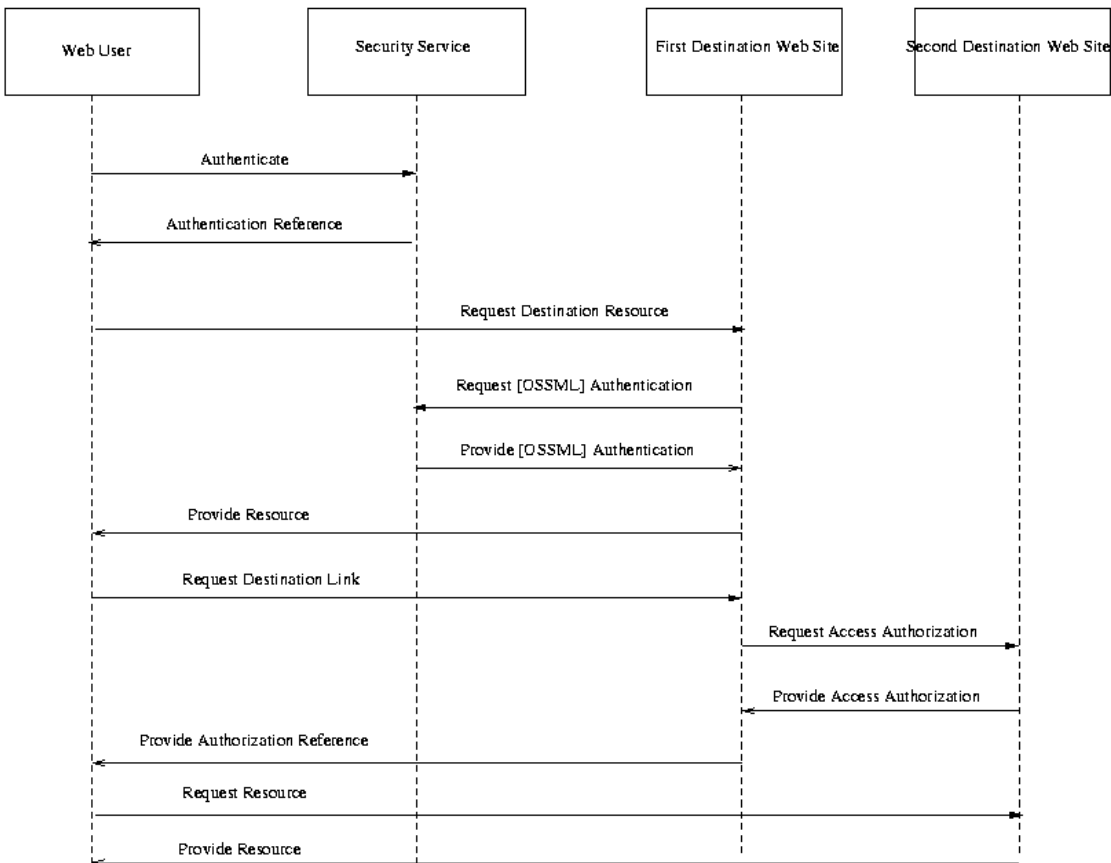 Web User
Security Service
First Destination Web Site
Second Destination Web Site
Authenticate
Authentication Reference
Request Destination Resource
Request [OSSML] Authentication
Provide [OSSML] Authentication
Provide Resource
Request Destination Link
Request Access Authorization
Provide Access Authorization
Provide Authorization Reference
Request Resource
Provide Resource